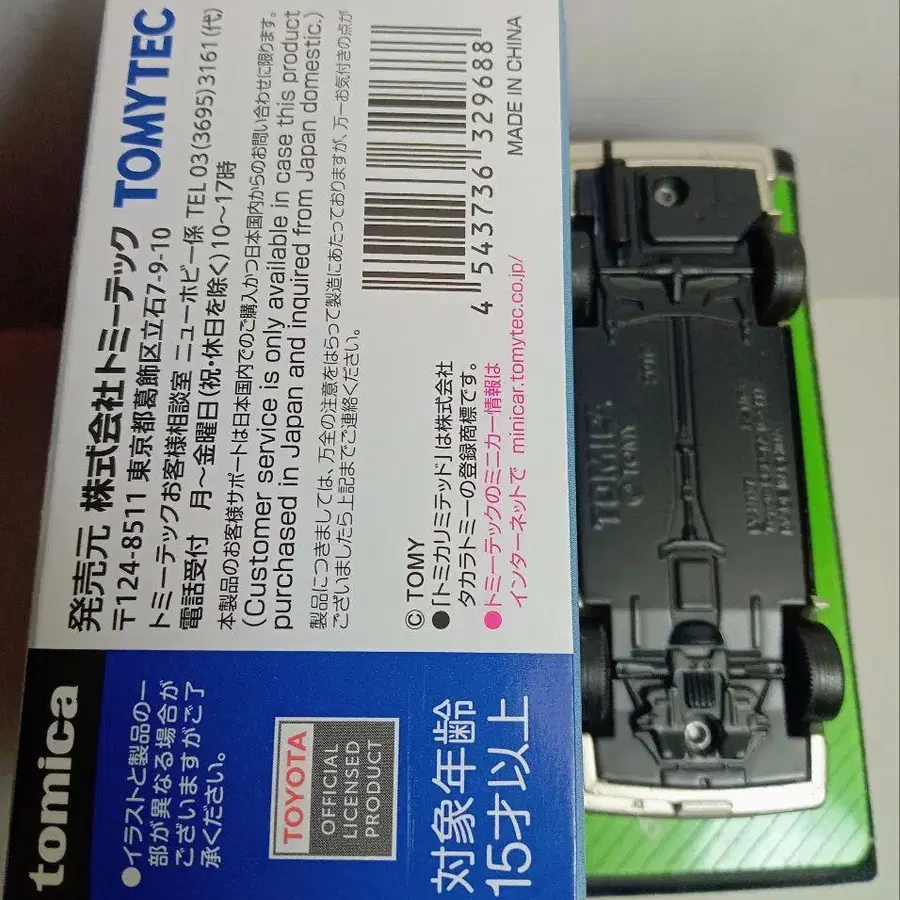 発売元 株式会社トミーテック TOMYTEC
〒124-8511 東京都葛飾区立石7-9-10
トミーテックお客様相談室 ニューホビー係 TEL 03(3695)3161(代)
電話受付 月～金曜日(祝・休日を除く)10～17時
本製品のお客様サポートは日本国内でのご購入かつ日本国内からのお問い合わせに限ります。
(Customer service is only available in case this product
purchased in Japan and inquired from Japan domestic.)
製品につきましては、万全の注意をはらって製造にあたっておりますが、万一お気付きの点が
ございましたら上記までご連絡ください。
© TOMY
●「トミカリミテッド」は株式会社
タカラトミーの登録商標です。
●トミーテックのミニカー情報は
インターネットで minicar.tomytec.co.jp/
4 543736 329688
MADE IN CHINA
tomica
●イラストと製品の一
部が異なる場合が
ございますがご了
承ください。
TOYOTA
OFFICIAL
LICENSED
PRODUCT
対象年齢
15才以上
TOMICA
© TOMY